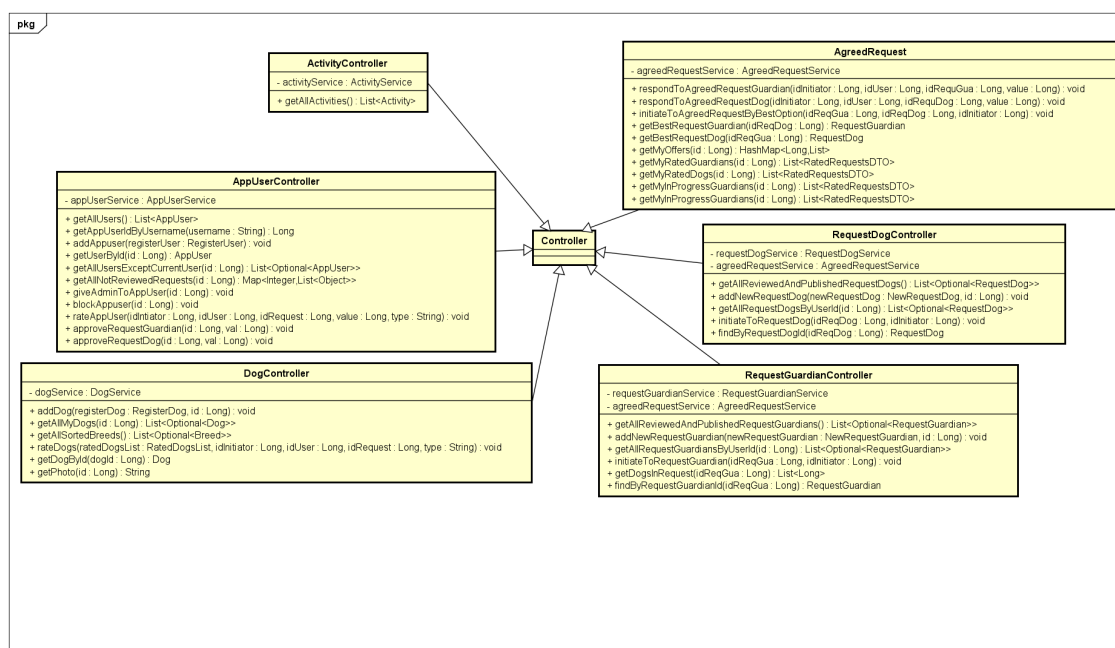 pkg
ActivityController
- activityService : ActivityService
+ getAllActivities() : List<Activity>
AgreedRequest
- agreedRequestService : AgreedRequestService
+ respondToAgreedRequestGuardian(idInitiator : Long, idUser : Long, idRequGua : Long, value : Long) : void
+ respondToAgreedRequestDog(idInitiator : Long, idUser : Long, idRequDog : Long, value : Long) : void
+ initiateToAgreedRequestByBestOption(idReqGua : Long, idReqDog : Long, idInitiator : Long) : void
+ getBestRequestGuardian(idReqDog : Long) : RequestGuardian
+ getBestRequestDog(idReqGua : Long) : RequestDog
+ getMyOffers(id : Long) : HashMap<Long,List>
+ getMyRatedGuardians(id : Long) : List<RatedRequestsDTO>
+ getMyRatedDogs(id : Long) : List<RatedRequestsDTO>
+ getMyInProgressGuardians(id : Long) : List<RatedRequestsDTO>
+ getMyInProgressGuardians(id : Long) : List<RatedRequestsDTO>
AppUserController
- appUserService : AppUserService
+ getAllUsers() : List<AppUser>
+ getAppUserIdByUsername(username : String) : Long
+ addAppuser(registerUser : RegisterUser) : void
+ getUserById(id : Long) : AppUser
+ getAllUsersExceptCurrentUser(id : Long) : List<Optional<AppUser>>
+ getAllNotReviewedRequests(id : Long) : Map<Integer,List<Object>>
+ giveAdminToAppUser(id : Long) : void
+ blockAppuser(id : Long) : void
+ rateAppUser(idIntiator : Long, idUser : Long, idRequest : Long, value : Long, type : String) : void
+ approveRequestGuardian(id : Long, val : Long) : void
+ approveRequestDog(id : Long, val : Long) : void
Controller
RequestDogController
- requestDogService : RequestDogService
- agreedRequestService : AgreedRequestService
+ getAllReviewedAndPublishedRequestDogs() : List<Optional<RequestDog>>
+ addNewRequestDog(newRequestDog : NewRequestDog, id : Long) : void
+ getAllRequestDogsByUserId(id : Long) : List<Optional<RequestDog>>
+ initiateToRequestDog(idReqDog : Long, idInitiator : Long) : void
+ findByRequestDogId(idReqDog : Long) : RequestDog
DogController
- dogService : DogService
+ addDog(registerDog : RegisterDog, id : Long) : void
+ getAllMyDogs(id : Long) : List<Optional<Dog>>
+ getAllSortedBreeds() : List<Optional<Breed>>
+ rateDogs(ratedDogsList : RatedDogsList, idInitiator : Long, idUser : Long, idRequest : Long, type : String) : void
+ getDogById(dogId : Long) : Dog
+ getPhoto(id : Long) : String
RequestGuardianController
- requestGuardianService : RequestGuardianService
- agreedRequestService : AgreedRequestService
+ getAllReviewedAndPublishedRequestGuardians() : List<Optional<RequestGuardian>>
+ addNewRequestGuardian(newRequestGuardian : NewRequestGuardian, id : Long) : void
+ getAllRequestGuardiansByUserId(id : Long) : List<Optional<RequestGuardian>>
+ initiateToRequestGuardian(idReqGua : Long, idInitiator : Long) : void
+ getDogsInRequest(idReqGua : Long) : List<Long>
+ findByRequestGuardianId(idReqGua : Long) : RequestGuardian